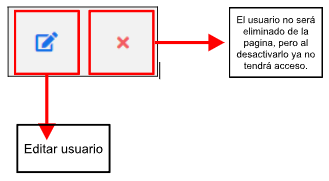 El usuario no será
eliminado de la
pagina, pero al
desactivarlo ya no
tendrá acceso.
Editar usuario